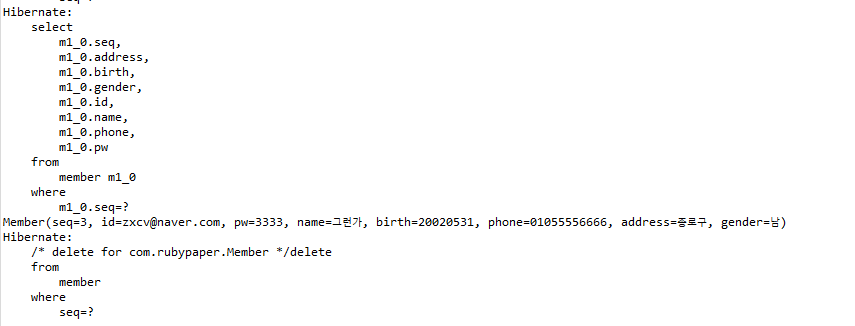 Hibernate:
select
m1_0.seq,
m1_0.address,
m1_0.birth,
m1_0.gender,
m1_0.id,
m1_0.name,
m1_0.phone,
m1_0.pw
from
member m1_0
where
m1_0.seq=?
Member(seq=3, id=zxcv@naver.com, pw=3333, name=그런가, birth=20020531, phone=01055556666, address=종로구, gender=남)
Hibernate:
/* delete for com.rubypaper.Member */delete
from
member
where
seq=?